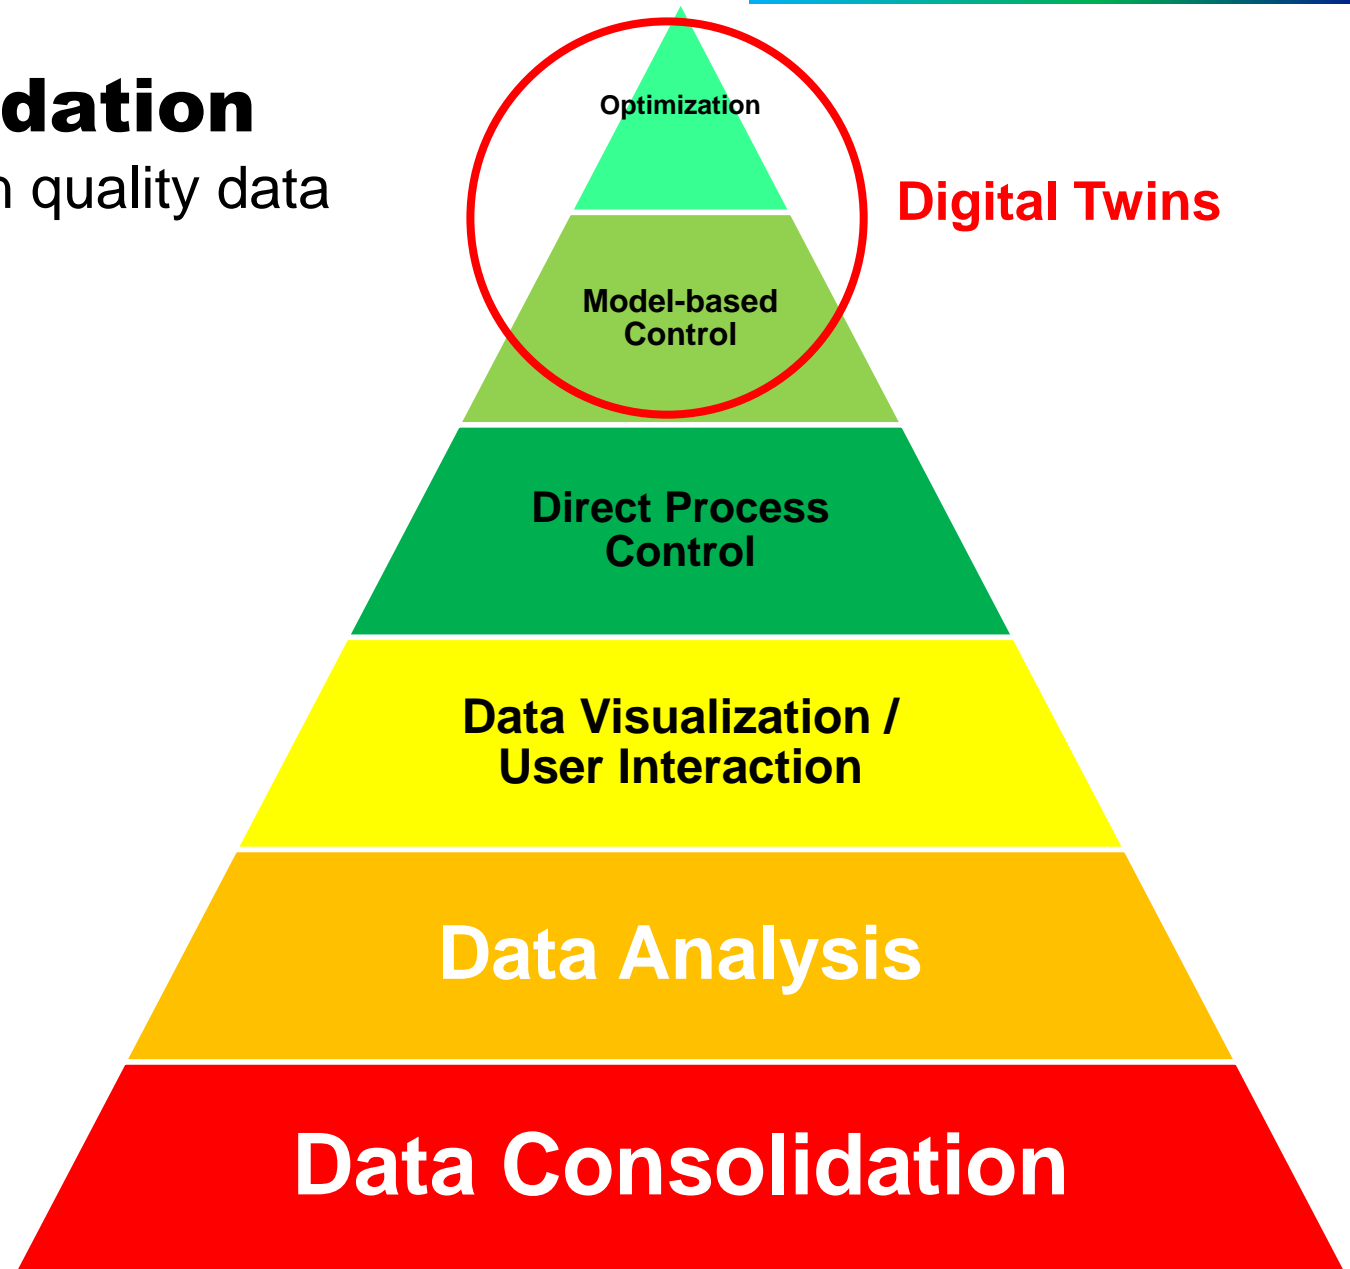 dation
n quality data
Optimization
Digital Twins
Model-based
Control
Direct Process
Control
Data Visualization /
User Interaction
Data Analysis
Data Consolidation